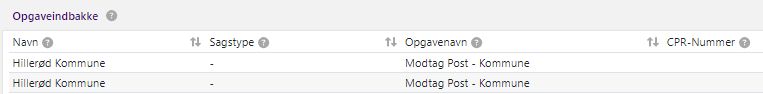 Opgaveindbakke ?
Navn ? Sagstype ? Opgavenavn ? CPR-Nummer ?
Hillerød Kommune - Modtag Post - Kommune
Hillerød Kommune - Modtag Post - Kommune